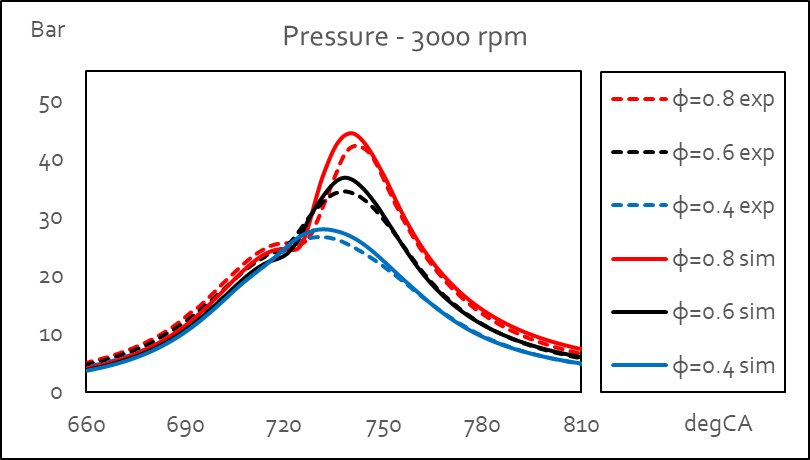 Bar
Pressure - 3000 rpm
50
40
30
20
10
0
660 690 720 750 780 810 degCA
ϕ=0.8 exp
ϕ=0.6 exp
ϕ=0.4 exp
ϕ=0.8 sim
ϕ=0.6 sim
ϕ=0.4 sim